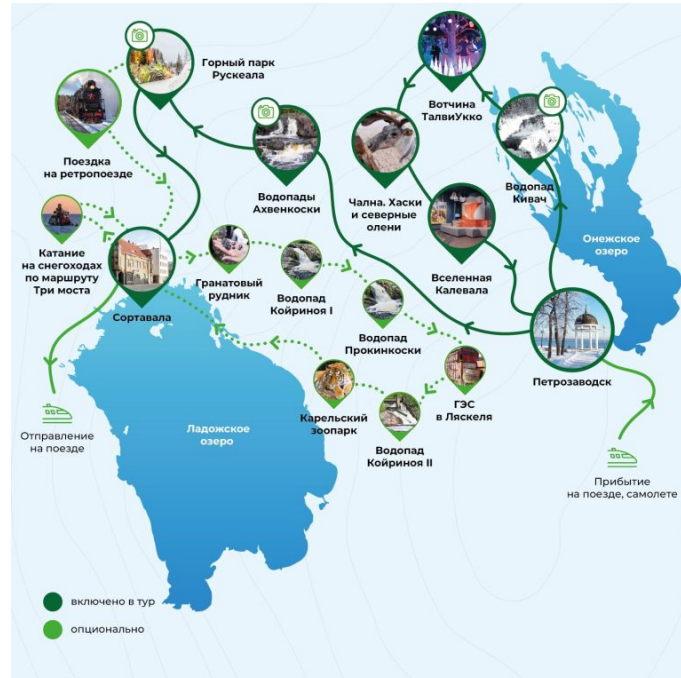 Горный парк
Рускеала
Вотчина
ТалвиУкко
Поездка
на ретропоезде
Водопады
Ахвенкоски
Чална. Хаски
и северные
олени
Водопад
Кивач
Онежское
озеро
Катание
на снегоходах
по маршруту
Три моста
Сортавала
Гранатовый
рудник
Водопад
Койриноя I
Вселенная
Калевала
Водопад
Прокинкоски
Петрозаводск
Карельский
зоопарк
Водопад
Койриноя II
ГЭС
в Ляскеля
Отправление
на поезде
Ладожское
озеро
Прибытие
на поезде, самолете
включено в тур
опционально